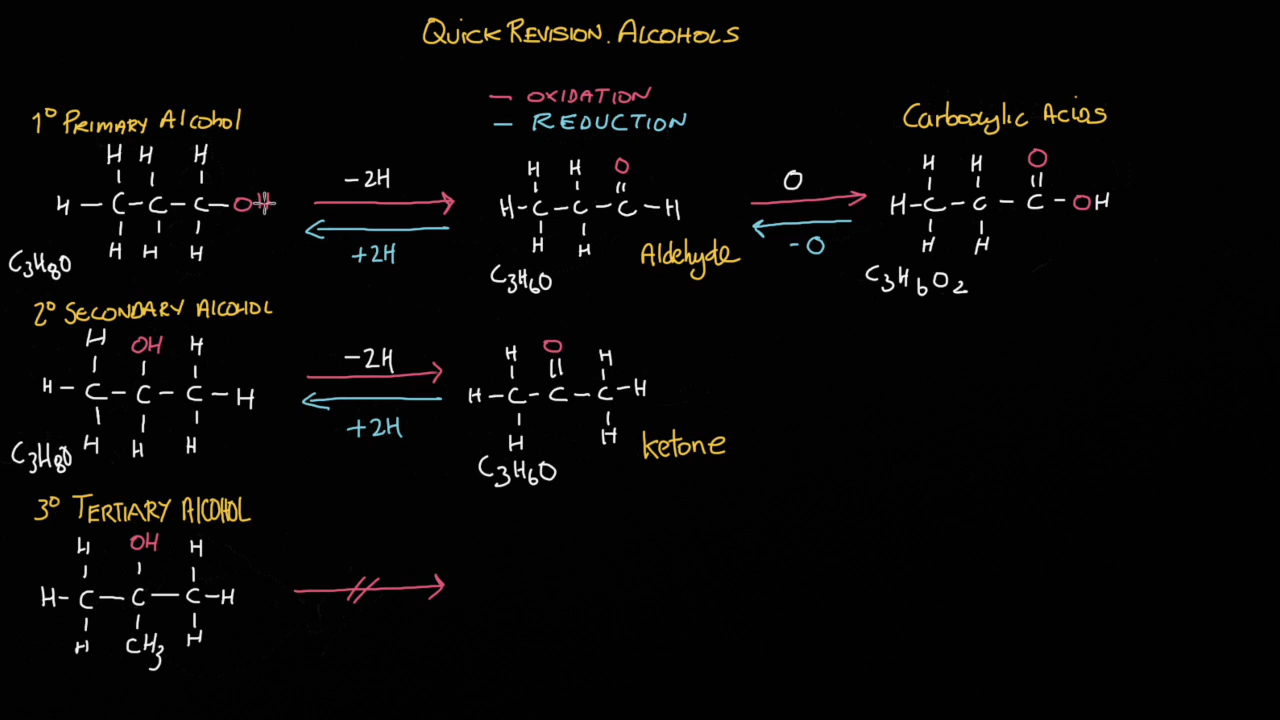 QUICK REVISION. ALCOHOLS
— OXIDATION
— REDUCTION
1° PRIMARY AlcohOl
Carboxylic Acids
H H H
H – C – C – C – OH
H H H
C3H8O
-2H
+2H
H H O
H – C – C – C – H
H H
Aldehyde
C3H6O
O
-O
H H O
H – C – C – C – OH
H H
C3H6O2
2° SECONDARY ALCOHOL
H OH H
H – C – C – C – H
H H H
C3H8O
-2H
+2H
H O H
H – C – C – C – H
H H
ketone
C3H6O
3° TERTIARY ALCOHOL
H OH H
H – C – C – C – H
H CH3 H